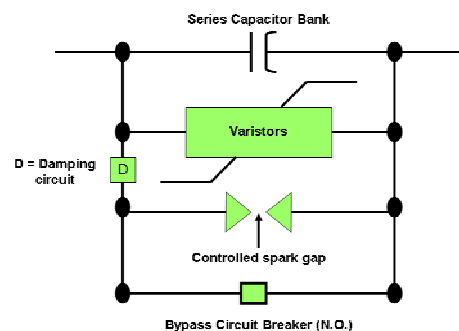 Series Capacitor Bank
Varistors
D = Damping
circuit
D
Controlled spark gap
Bypass Circuit Breaker (N.O.)